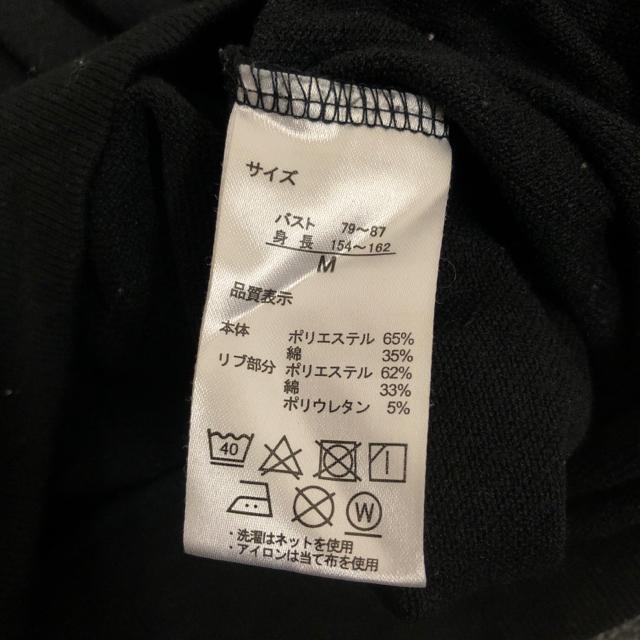 サイズ
バスト 79〜87
身長 154〜162
M
品質表示
本体 ポリエステル 65%
綿 35%
リブ部分 ポリエステル 62%
綿 33%
ポリウレタン 5%
40
W
・洗濯はネットを使用
・アイロンは当て布を使用